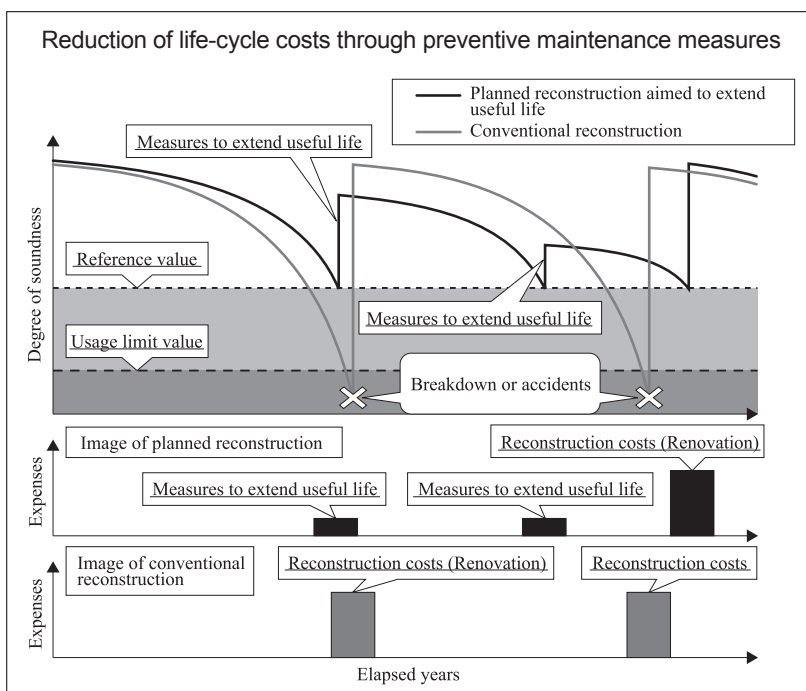 Reduction of life-cycle costs through preventive maintenance measures
Planned reconstruction aimed to extend
useful life
Conventional reconstruction
Measures to extend useful life
Reference value
Measures to extend useful life
Usage limit value
Breakdown or accidents
Degree of soundness
Image of planned reconstruction
Reconstruction costs (Renovation)
Measures to extend useful life
Measures to extend useful life
Expenses
Image of conventional
reconstruction
Reconstruction costs (Renovation)
Reconstruction costs
Expenses
Elapsed years